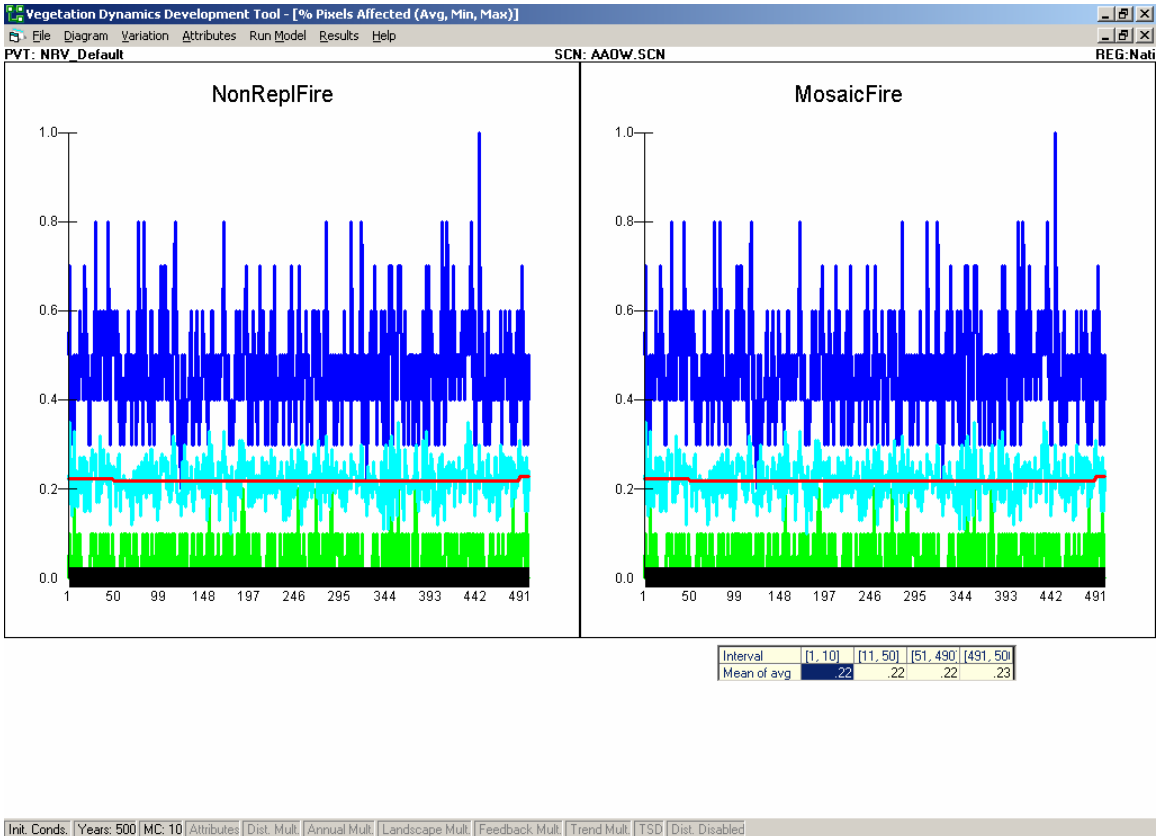 Vegetation Dynamics Development Tool - [% Pixels Affected (Avg, Min, Max)]
File Diagram Variation Attributes Run Model Results Help
PVT: NRV_Default SCN: AAOW.SCN REG:Nati
NonReplFire MosaicFire
1.0 1.0
0.8 0.8
0.6 0.6
0.4 0.4
0.2 0.2
0.0 0.0
1 50 99 148 197 246 295 344 393 442 491 1 50 99 148 197 246 295 344 393 442 491
Interval [1, 10] [11, 50] [51, 490] [491, 50
Mean of avg .22 .22 .22 .23
Init. Conds. Years: 500 MC: 10 Attributes Dist. Mult. Annual Mult. Landscape Mult. Feedback Mult. Trend Mult. TSD Dist. Disabled